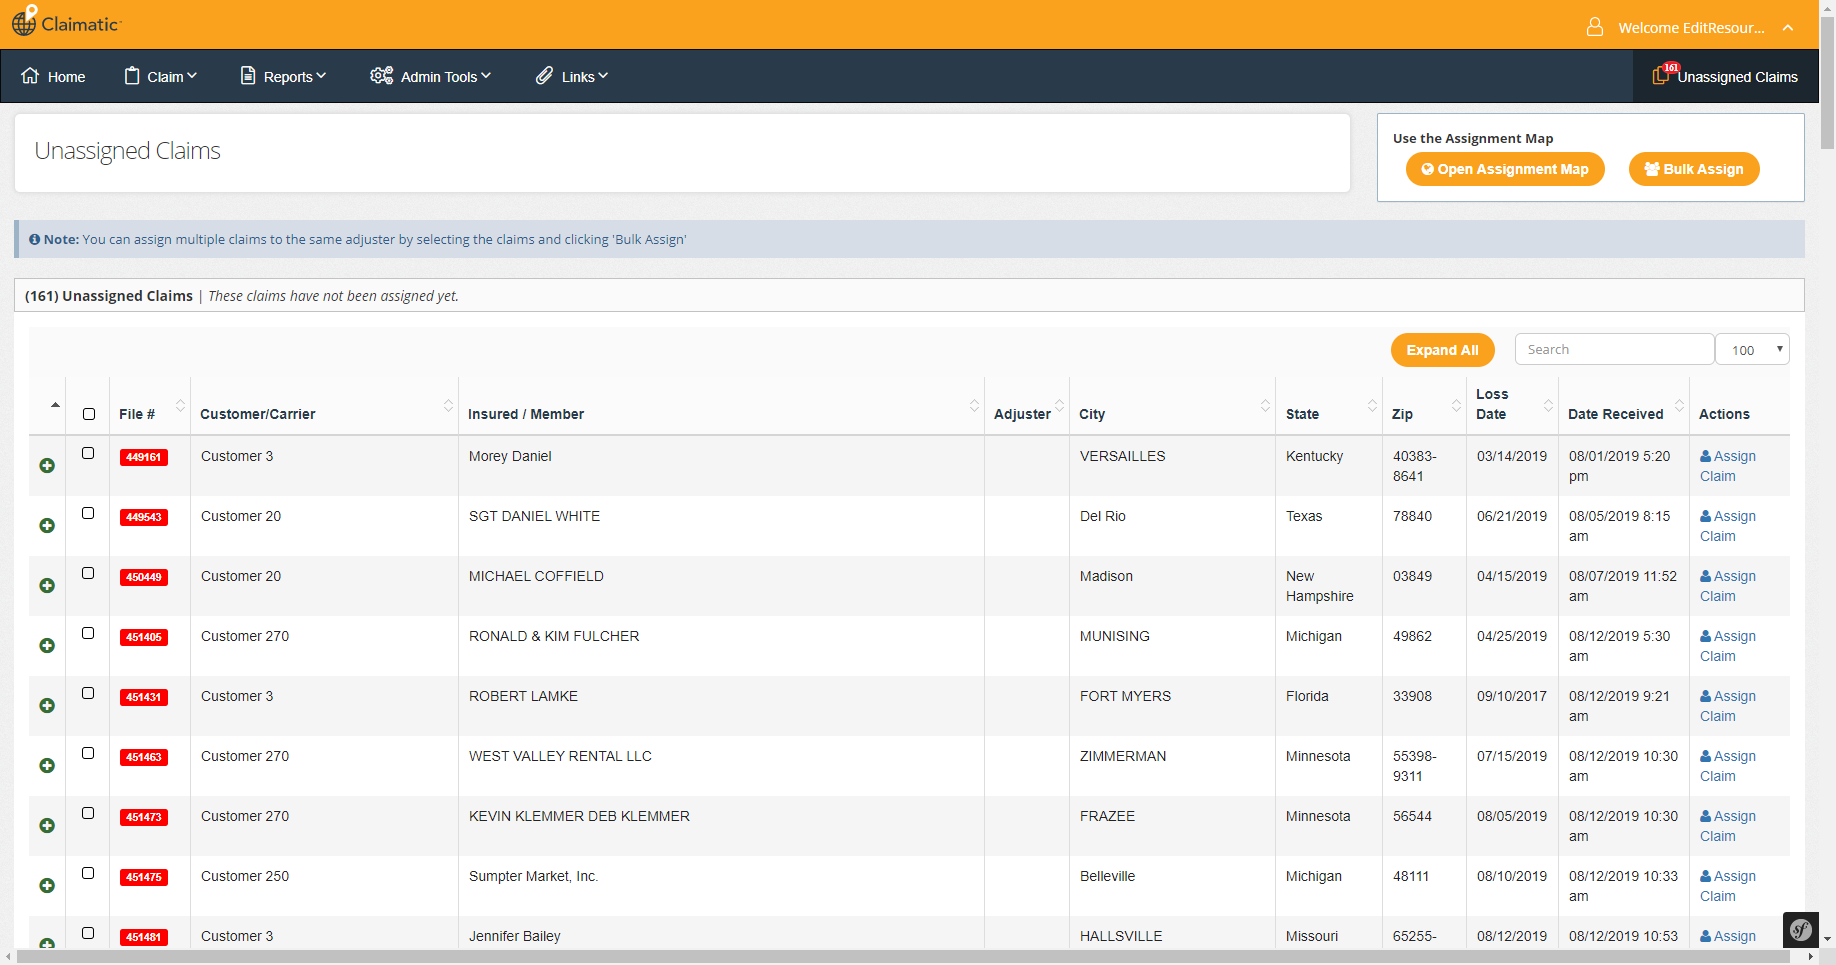 Claimatic
Welcome EditResour...
Home
Claim
Reports
Admin Tools
Links
161
Unassigned Claims
Unassigned Claims
Use the Assignment Map
Open Assignment Map
Bulk Assign
Note: You can assign multiple claims to the same adjuster by selecting the claims and clicking 'Bulk Assign'
(161) Unassigned Claims | These claims have not been assigned yet.
Expand All
Search
100
File # Customer/Carrier Insured / Member Adjuster City State Zip Loss Date Date Received Actions
449161 Customer 3 Morey Daniel VERSAILLES Kentucky 40383-8641 03/14/2019 08/01/2019 5:20 pm Assign Claim
449543 Customer 20 SGT DANIEL WHITE Del Rio Texas 78840 06/21/2019 08/05/2019 8:15 am Assign Claim
450449 Customer 20 MICHAEL COFFIELD Madison New Hampshire 03849 04/15/2019 08/07/2019 11:52 am Assign Claim
451405 Customer 270 RONALD & KIM FULCHER MUNISING Michigan 49862 04/25/2019 08/12/2019 5:30 am Assign Claim
451431 Customer 3 ROBERT LAMKE FORT MYERS Florida 33908 09/10/2017 08/12/2019 9:21 am Assign Claim
451463 Customer 270 WEST VALLEY RENTAL LLC ZIMMERMAN Minnesota 55398-9311 07/15/2019 08/12/2019 10:30 am Assign Claim
451473 Customer 270 KEVIN KLEMMER DEB KLEMMER FRAZEE Minnesota 56544 08/05/2019 08/12/2019 10:30 am Assign Claim
451475 Customer 250 Sumpter Market, Inc. Belleville Michigan 48111 08/10/2019 08/12/2019 10:33 am Assign Claim
451481 Customer 3 Jennifer Bailey HALLSVILLE Missouri 65255- 08/12/2019 08/12/2019 10:53 Assign
sf